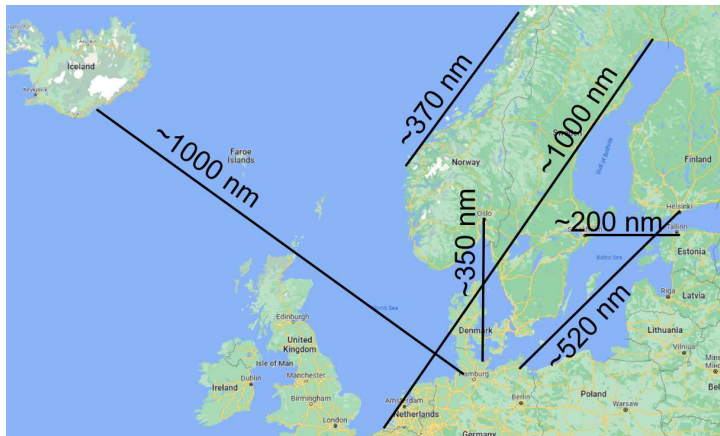 Iceland
Reykjavik
Faroe
Islands
~1000 nm
~370 nm
~1000 nm
Norway
Sweden
Gulf of Bothnia
Finland
Oslo
Helsinki
~200 nm
Tallinn
~350 nm
Baltic Sea
Estonia
North Sea
Riga
Latvia
~520 nm
Edinburgh
Denmark
Lithuania
United
Kingdom
Vilnius
Isle of Man
Dublin
Ireland
Manchester
Hamburg
Birmingham
Amsterdam
Berlin
Poland
Netherlands
Warsaw
London
Germany